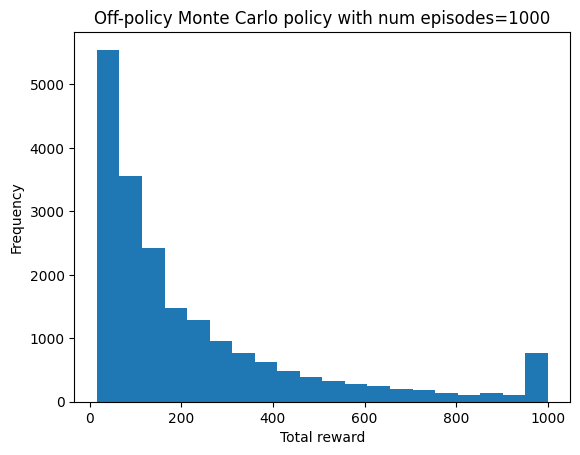 Off-policy Monte Carlo policy with num episodes=1000
Frequency
5000
4000
3000
2000
1000
0
0 200 400 600 800 1000
Total reward